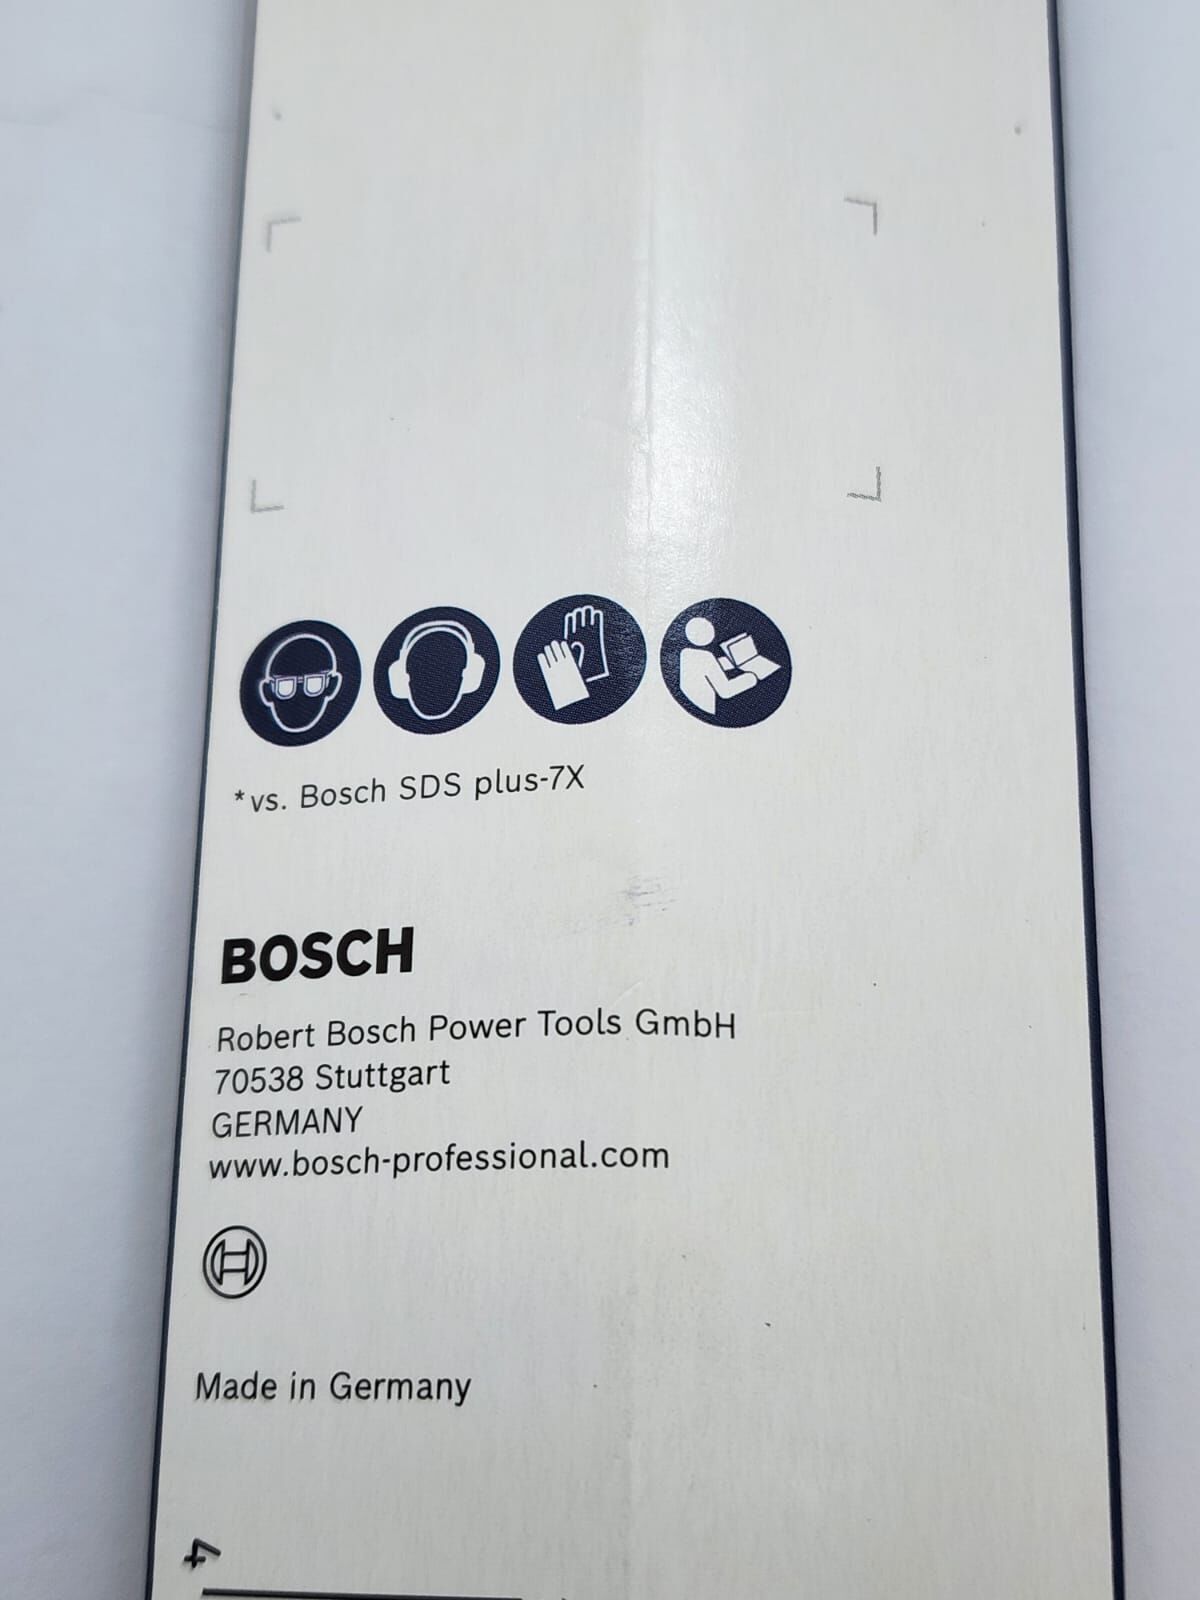 *vs. Bosch SDS plus-7X
BOSCH
Robert Bosch Power Tools GmbH
70538 Stuttgart
GERMANY
www.bosch-professional.com
Made in Germany
4